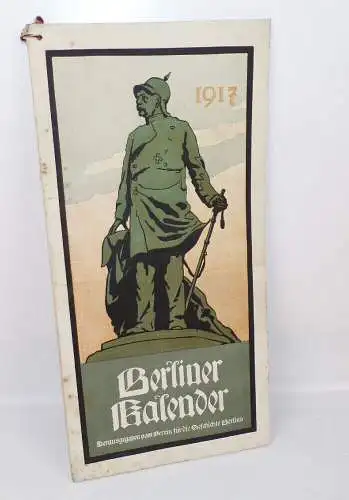 1917
Berliner
Kalender
Herausgegeben vom Verein für die Geschichte Berlins